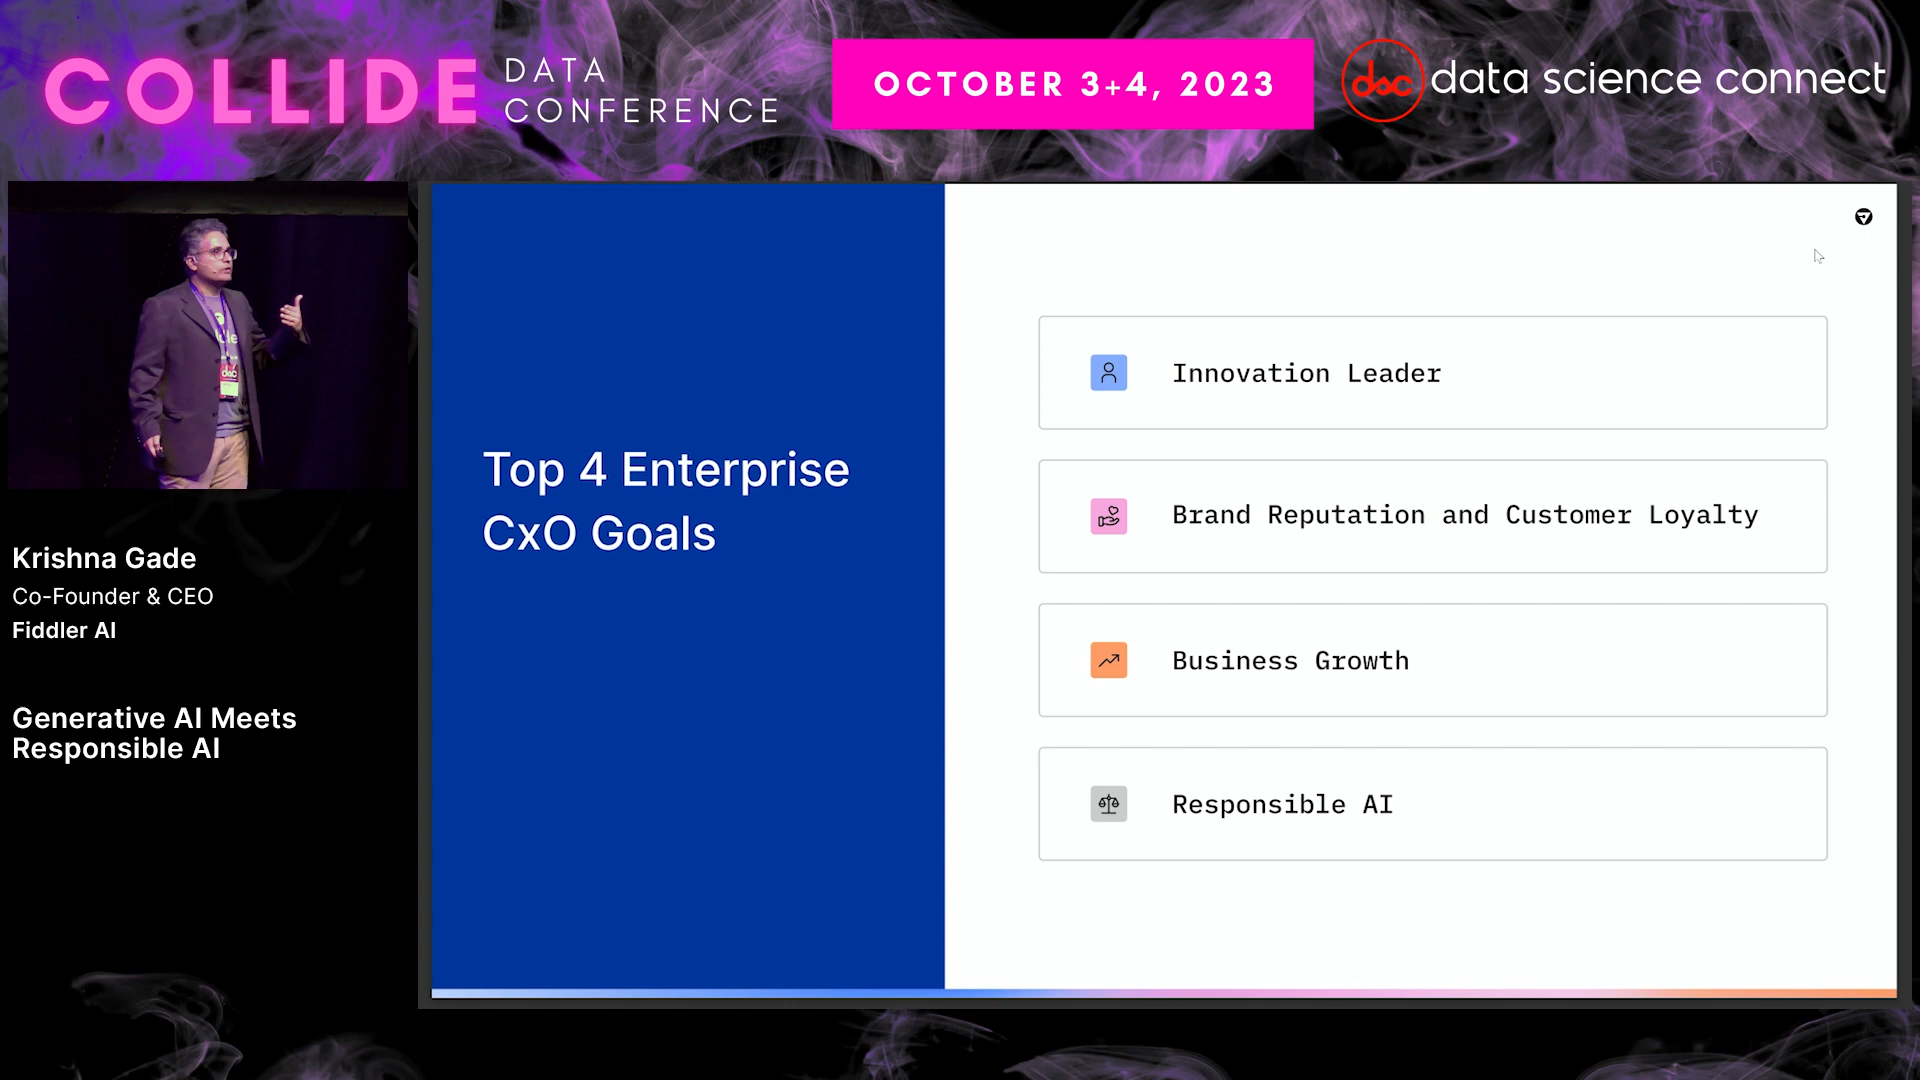 COLLIDE
DATA
CONFERENCE
OCTOBER 3+4, 2023
dsc
data science connect
Top 4 Enterprise
CxO Goals
Innovation Leader
Brand Reputation and Customer Loyalty
Business Growth
Responsible AI
Krishna Gade
Co-Founder & CEO
Fiddler AI
Generative AI Meets
Responsible AI